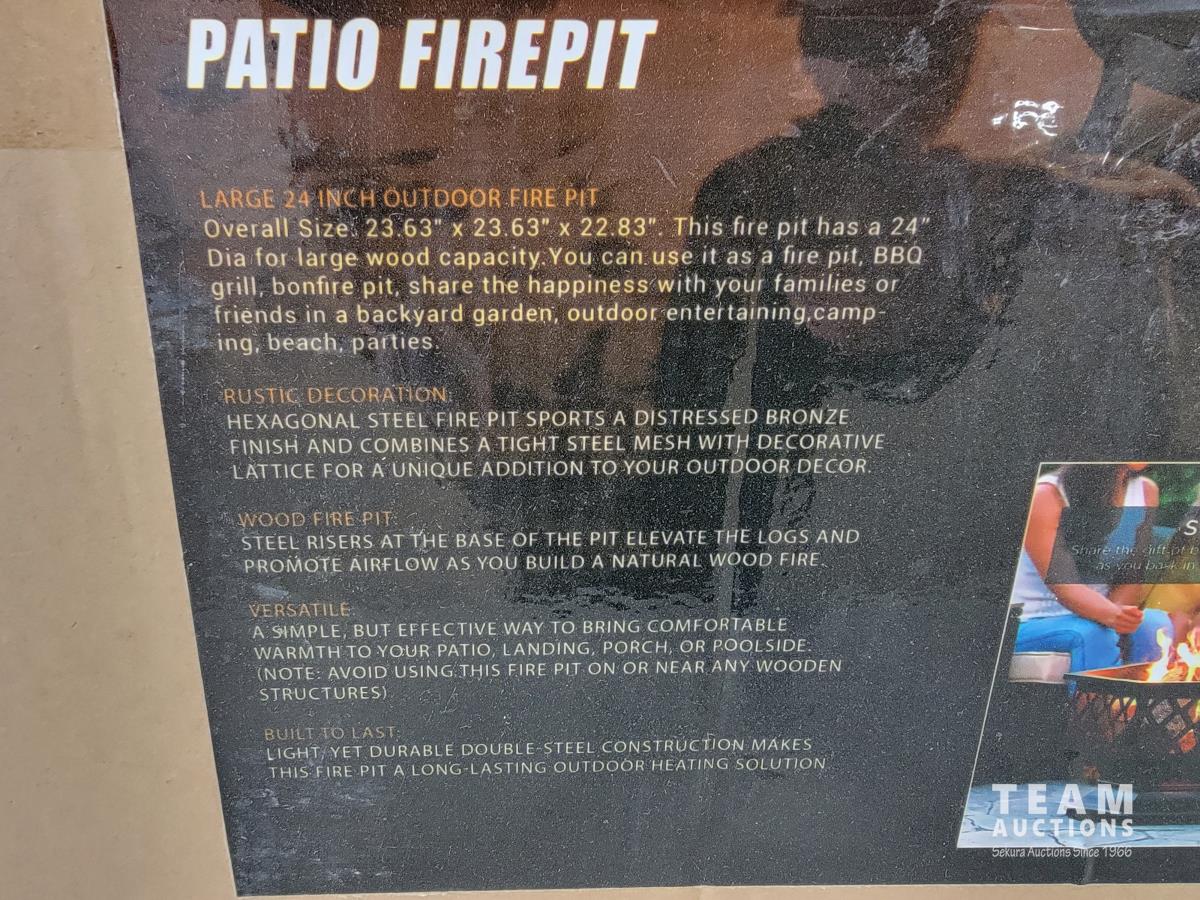 PATIO FIREPIT
LARGE 24 INCH OUTDOOR FIRE PIT
Overall Size: 23.63" x 23.63" x 22.83". This fire pit has a 24"
Dia for large wood capacity.You can use it as a fire pit, BBQ
grill, bonfire pit, share the happiness with your families or
friends in a backyard garden, outdoor entertaining,camp-
ing, beach, parties.
RUSTIC DECORATION:
HEXAGONAL STEEL FIRE PIT SPORTS A DISTRESSED BRONZE
FINISH AND COMBINES A TIGHT STEEL MESH WITH DECORATIVE
LATTICE FOR A UNIQUE ADDITION TO YOUR OUTDOOR DECOR.
WOOD FIRE PIT:
STEEL RISERS AT THE BASE OF THE PIT ELEVATE THE LOGS AND
PROMOTE AIRFLOW AS YOU BUILD A NATURAL WOOD FIRE.
VERSATILE:
A SIMPLE, BUT EFFECTIVE WAY TO BRING COMFORTABLE
WARMTH TO YOUR PATIO, LANDING, PORCH, OR POOLSIDE.
(NOTE: AVOID USING THIS FIRE PIT ON OR NEAR ANY WOODEN
STRUCTURES)
BUILT TO LAST:
LIGHT, YET DURABLE DOUBLE-STEEL CONSTRUCTION MAKES
THIS FIRE PIT A LONG-LASTING OUTDOOR HEATING SOLUTION
S
Share the gift
as you bask in
TEAM
AUCTIONS
Sekura Auctions Since 1966